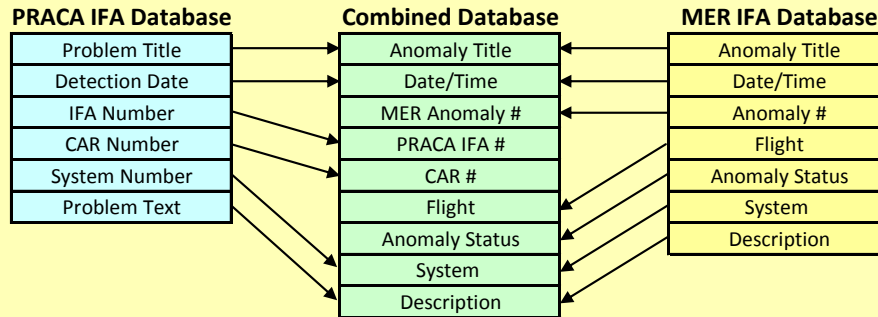 PRACA IFA Database
Problem Title
Detection Date
IFA Number
CAR Number
System Number
Problem Text
Combined Database
Anomaly Title
Date/Time
MER Anomaly #
PRACA IFA #
CAR #
Flight
Anomaly Status
System
Description
MER IFA Database
Anomaly Title
Date/Time
Anomaly #
Flight
Anomaly Status
System
Description